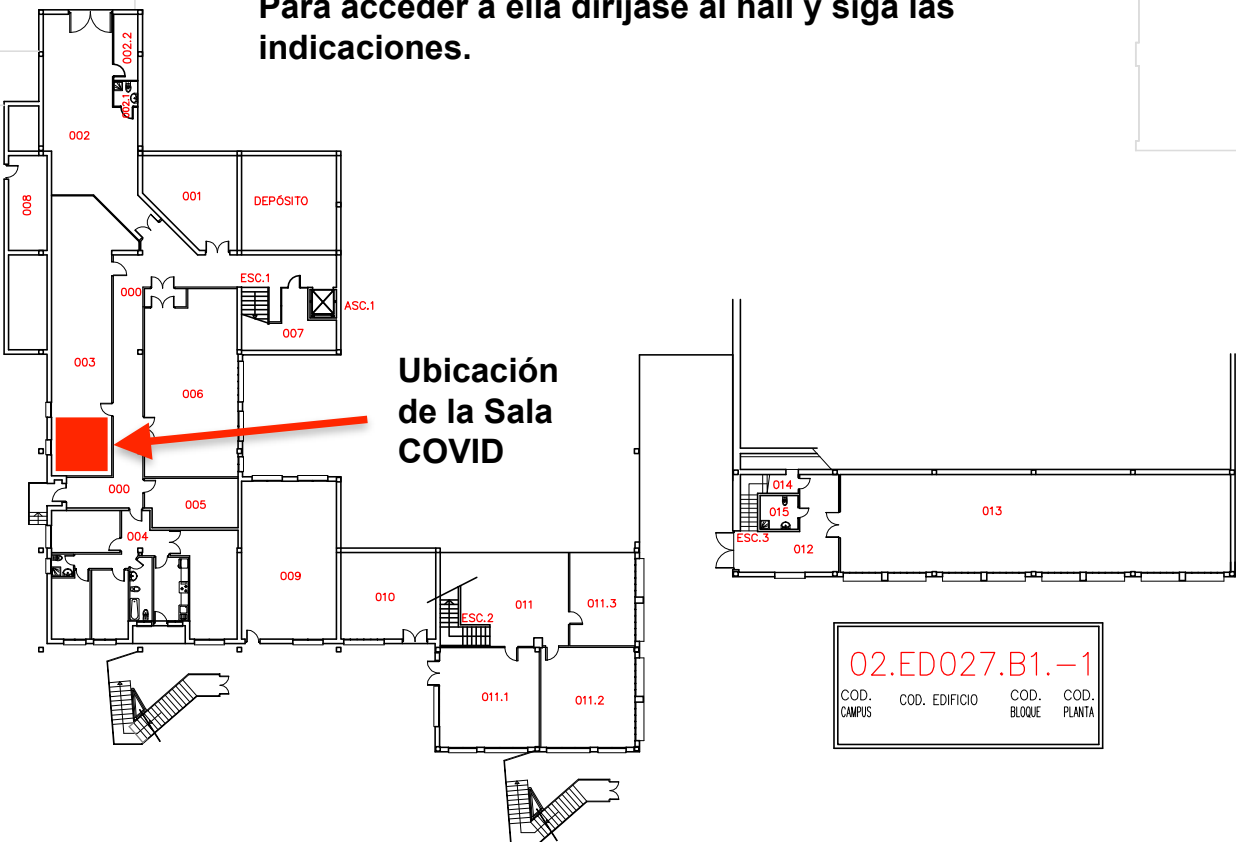 Para acceder a ella diríjase al hall y siga las
indicaciones.
002.2
002.1
002
001
DEPÓSITO
008
ESC.1
000
ASC.1
007
003
006
Ubicación
de la Sala
COVID
000
005
004
009
010
011
011.3
ESC.2
011.1
011.2
014
015
013
ESC.3
012
02.ED027.B1.-1
COD. CAMPUS
COD. EDIFICIO
COD. BLOQUE
COD. PLANTA